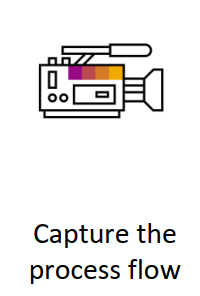 Capture the
process flow